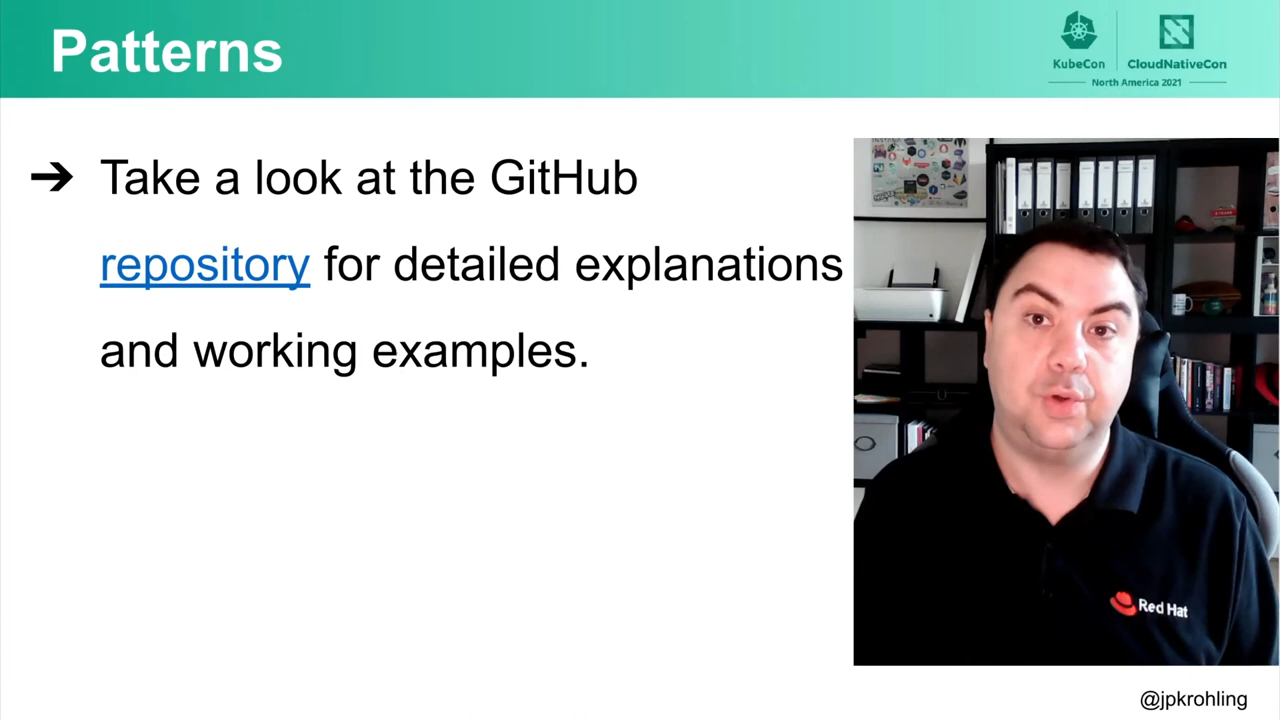 Patterns
KubeCon
CloudNativeCon
North America 2021
➔ Take a look at the GitHub
repository for detailed explanations
and working examples.
Red Hat
@jpkrohling